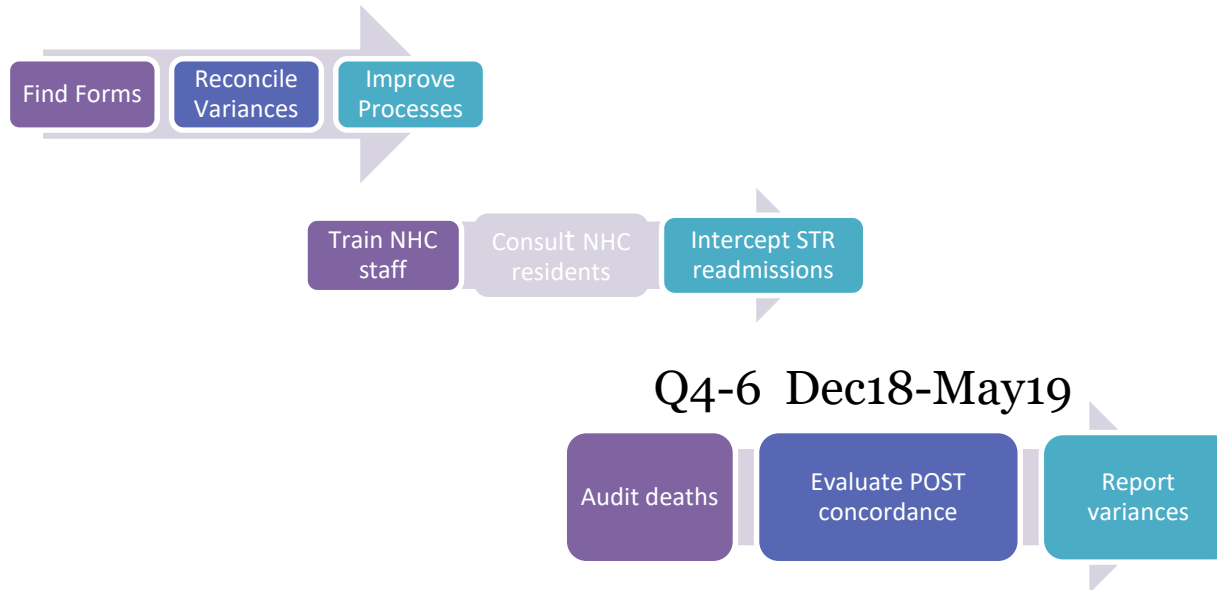 Find Forms
Reconcile
Variances
Improve
Processes
Train NHC
staff
Consult NHC
residents
Intercept STR
readmissions
Q4-6 Dec18-May19
Audit deaths
Evaluate POST
concordance
Report
variances